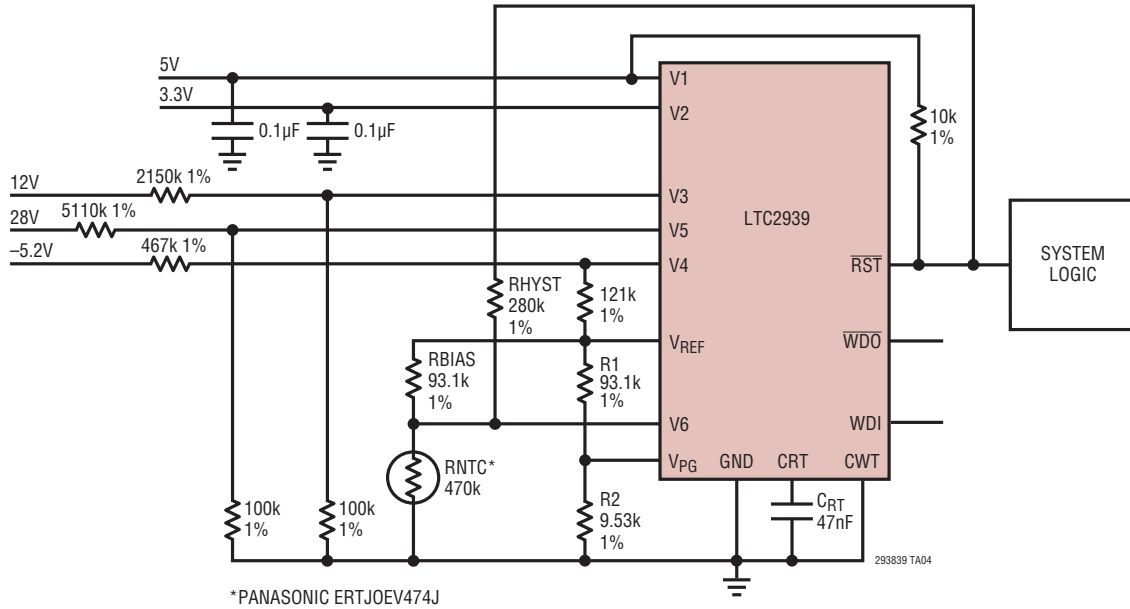 5V
V1
3.3V
V2
0.1µF
0.1µF
10k
1%
12V
2150k 1%
V3
LTC2939
28V
5110k 1%
V5
–5.2V
467k 1%
V4
RST
SYSTEM
LOGIC
RHYST
280k
1%
121k
1%
VREF
WDO
RBIAS
93.1k
1%
R1
93.1k
1%
V6
WDI
RNTC*
470k
VPG
GND
CRT
CWT
100k
1%
100k
1%
R2
9.53k
1%
CRT
47nF
293839 TA04
*PANASONIC ERTJOEV474J